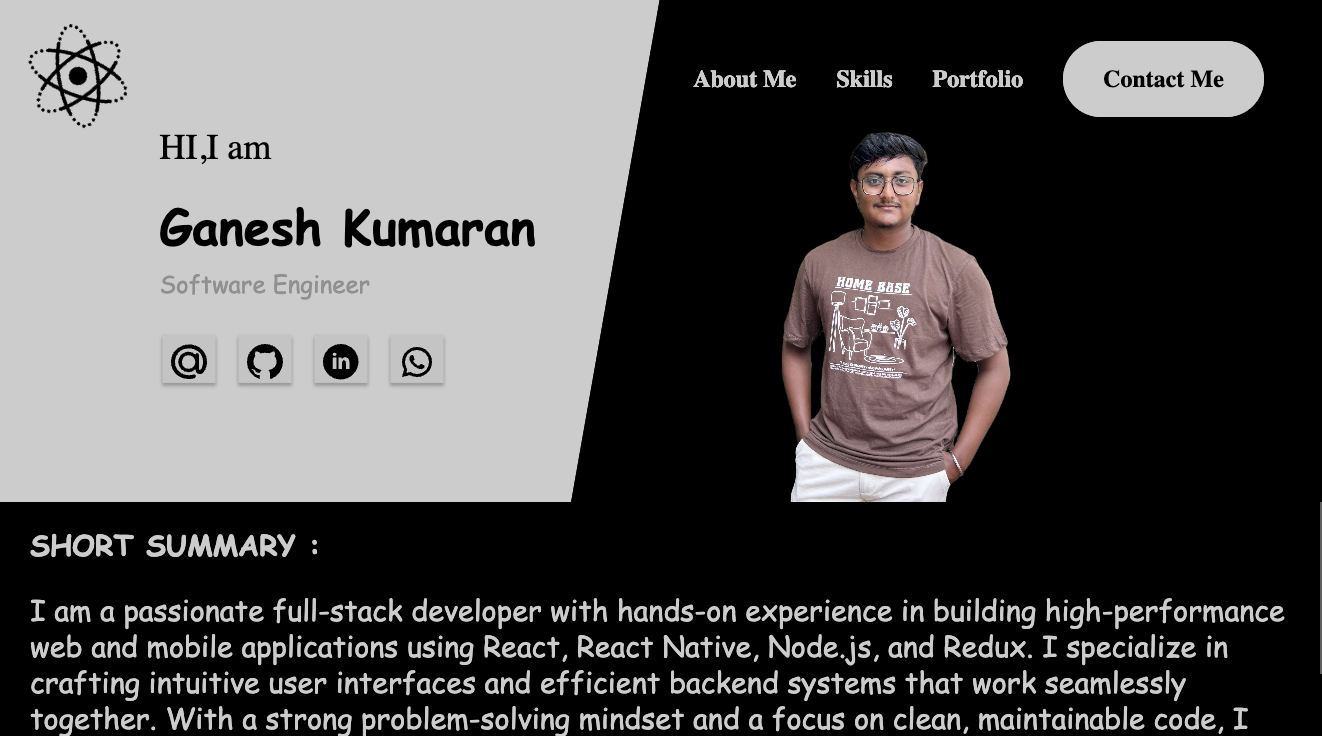 About Me Skills Portfolio Contact Me
HI,I am
Ganesh Kumaran
Software Engineer
in
HOME BASE
SHORT SUMMARY :
I am a passionate full-stack developer with hands-on experience in building high-performance
web and mobile applications using React, React Native, Node.js, and Redux. I specialize in
crafting intuitive user interfaces and efficient backend systems that work seamlessly
together. With a strong problem-solving mindset and a focus on clean, maintainable code, I